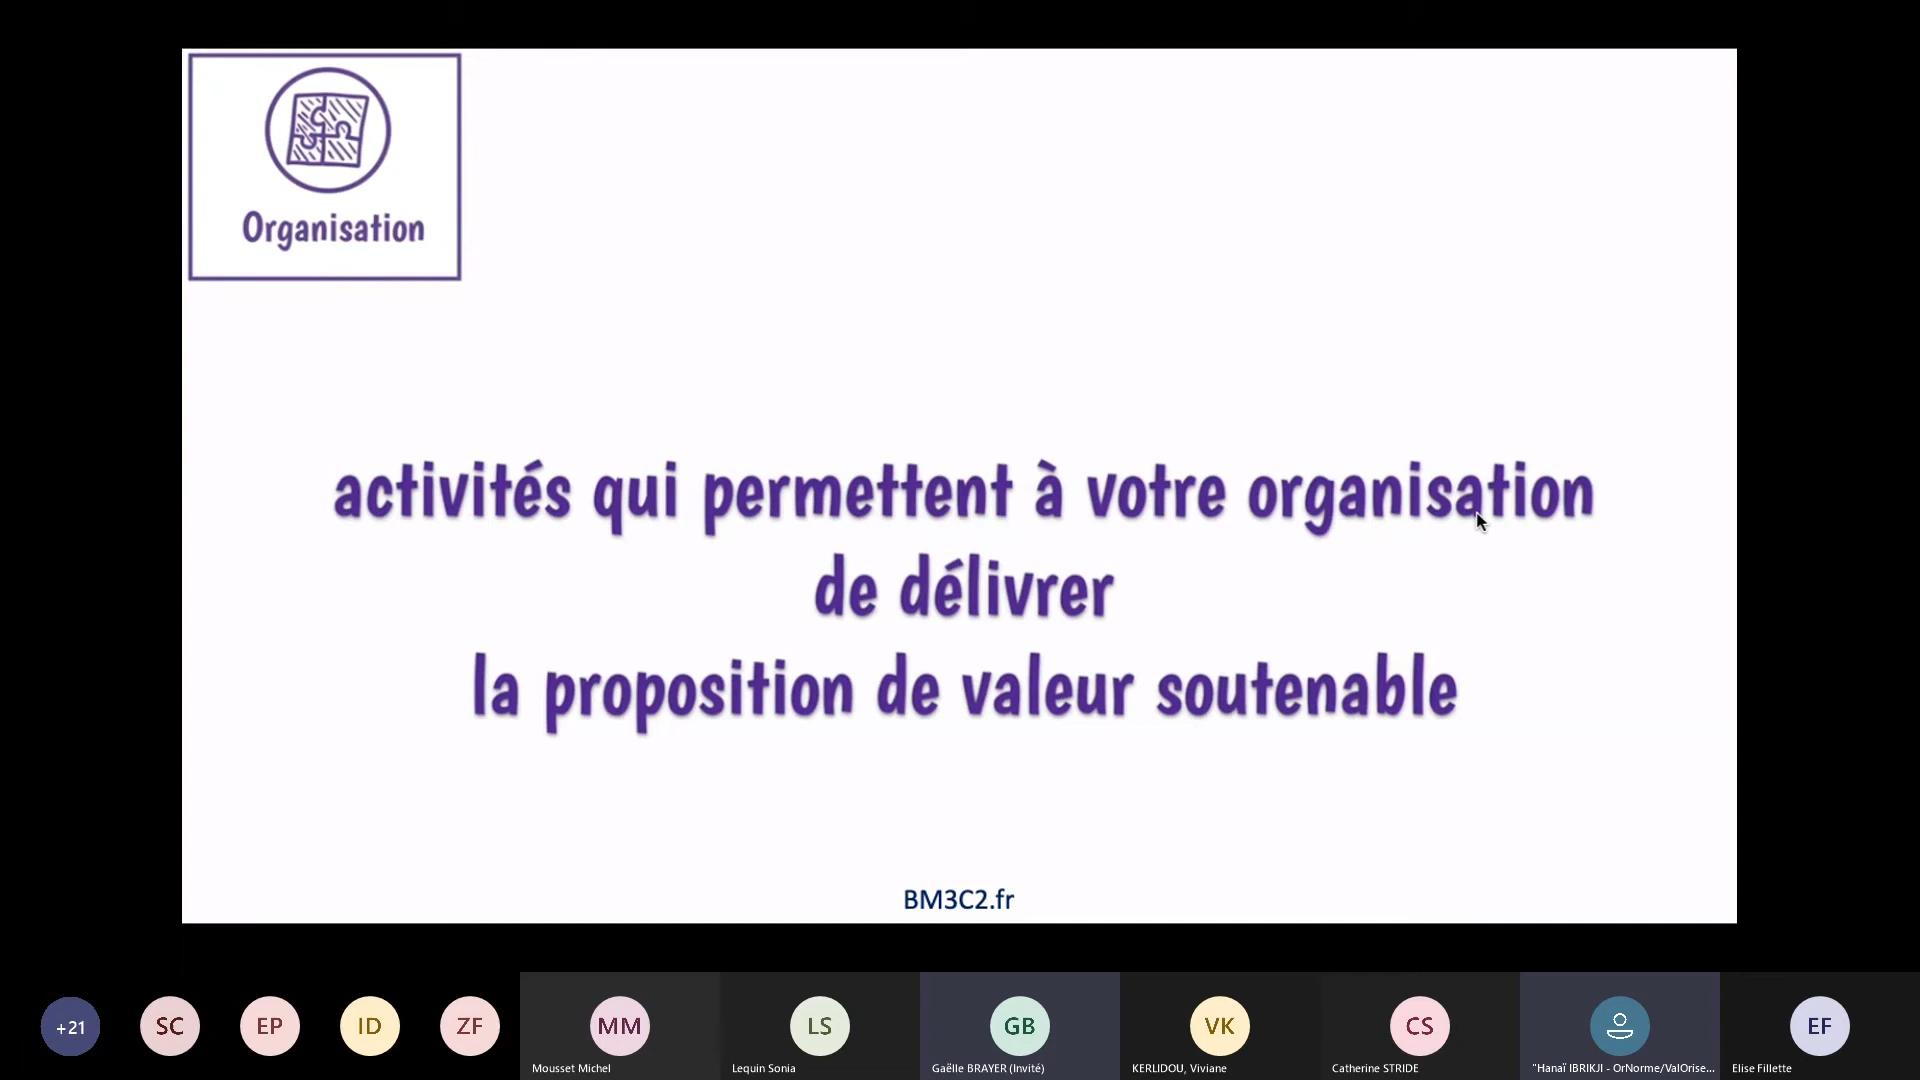 Organisation
activités qui permettent à votre organisation
de délivrer
la proposition de valeur soutenable
BM3C2.fr
+21
SC
EP
ID
ZF
MM
LS
GB
VK
CS
EF
Mousset Michel
Lequin Sonia
Gaëlle BRAYER (Invité)
KERLIDOU, Viviane
Catherine STRIDE
"Hanaï IBRIKJI - OrNorme/ValOrise...
Elise Fillette